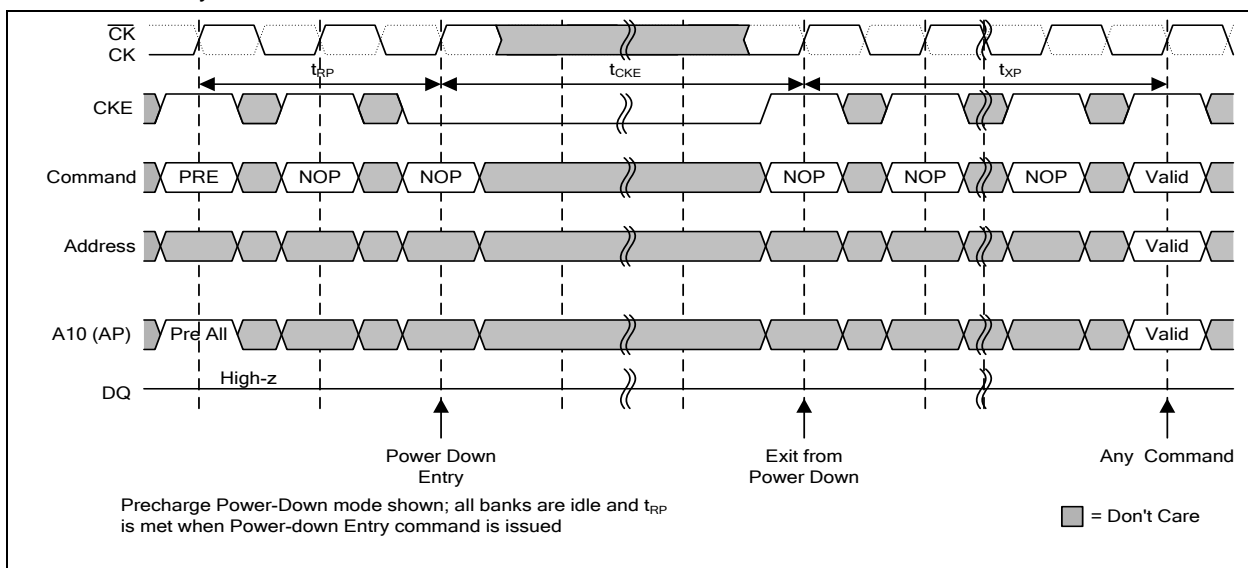 CK
CK
tRP tCKE tXP
CKE
Command PRE NOP NOP NOP NOP NOP Valid
Address Valid
A10 (AP) Pre All Valid
High-z
DQ
Power Down Entry
Exit from Power Down
Any Command
Precharge Power-Down mode shown; all banks are idle and tRP
is met when Power-down Entry command is issued
= Don't Care